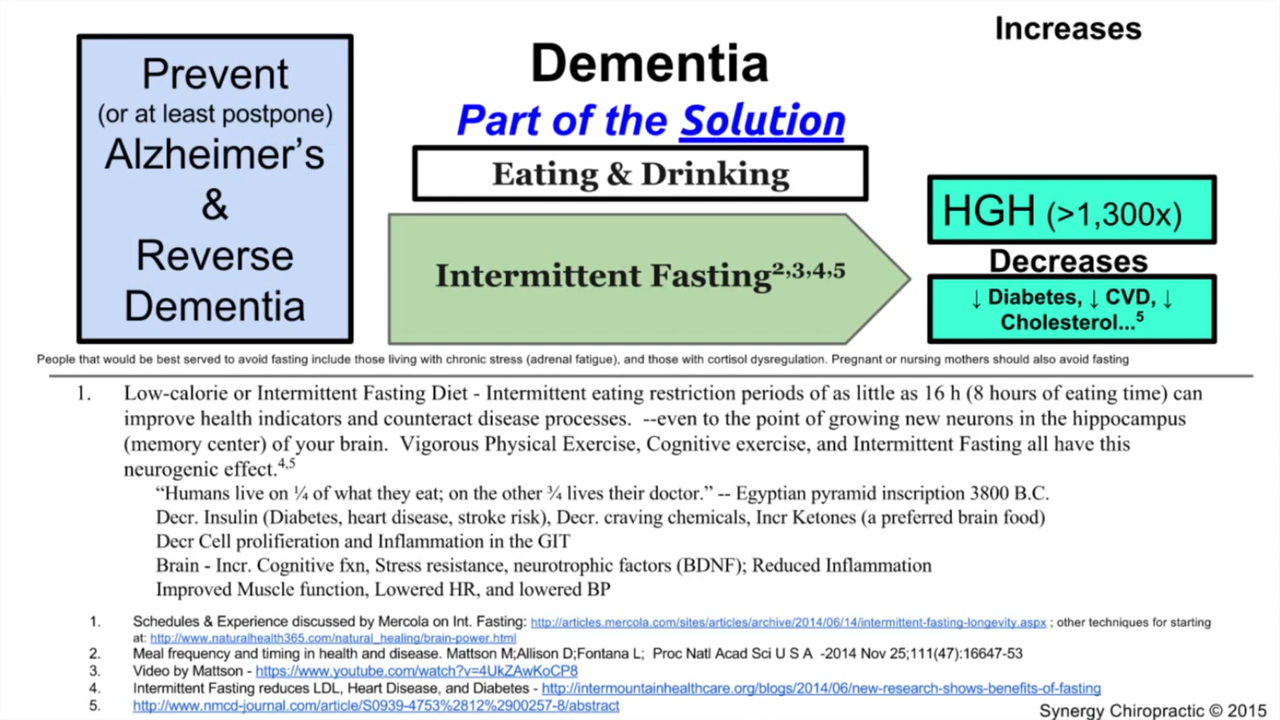 Increases
Prevent
(or at least postpone)
Alzheimer's
&
Reverse
Dementia
Dementia
Part of the Solution
Eating & Drinking
Intermittent Fasting2,3,4,5
HGH (>1,300x)
Decreases
↓ Diabetes, ↓ CVD, ↓
Cholesterol...5
People that would be best served to avoid fasting include those living with chronic stress (adrenal fatigue), and those with cortisol dysregulation. Pregnant or nursing mothers should also avoid fasting
1. Low-calorie or Intermittent Fasting Diet - Intermittent eating restriction periods of as little as 16 h (8 hours of eating time) can
improve health indicators and counteract disease processes. --even to the point of growing new neurons in the hippocampus
(memory center) of your brain. Vigorous Physical Exercise, Cognitive exercise, and Intermittent Fasting all have this
neurogenic effect.4,5
“Humans live on ¼ of what they eat; on the other ¾ lives their doctor.” -- Egyptian pyramid inscription 3800 B.C.
Decr. Insulin (Diabetes, heart disease, stroke risk), Decr. craving chemicals, Incr Ketones (a preferred brain food)
Decr Cell prolifieration and Inflammation in the GIT
Brain - Incr. Cognitive fxn, Stress resistance, neurotrophic factors (BDNF); Reduced Inflammation
Improved Muscle function, Lowered HR, and lowered BP
1. Schedules & Experience discussed by Mercola on Int. Fasting: http://articles.mercola.com/sites/articles/archive/2014/06/14/intermittent-fasting-longevity.aspx ; other techniques for starting
at: http://www.naturalhealth365.com/natural_healing/brain-power.html
2. Meal frequency and timing in health and disease. Mattson M;Allison D;Fontana L; Proc Natl Acad Sci U S A -2014 Nov 25;111(47):16647-53
3. Video by Mattson - https://www.youtube.com/watch?v=4UkZAwKoCP8
4. Intermittent Fasting reduces LDL, Heart Disease, and Diabetes - http://intermountainhealthcare.org/blogs/2014/06/new-research-shows-benefits-of-fasting
5. http://www.nmcd-journal.com/article/S0939-4753%2812%2900257-8/abstract
Synergy Chiropractic © 2015